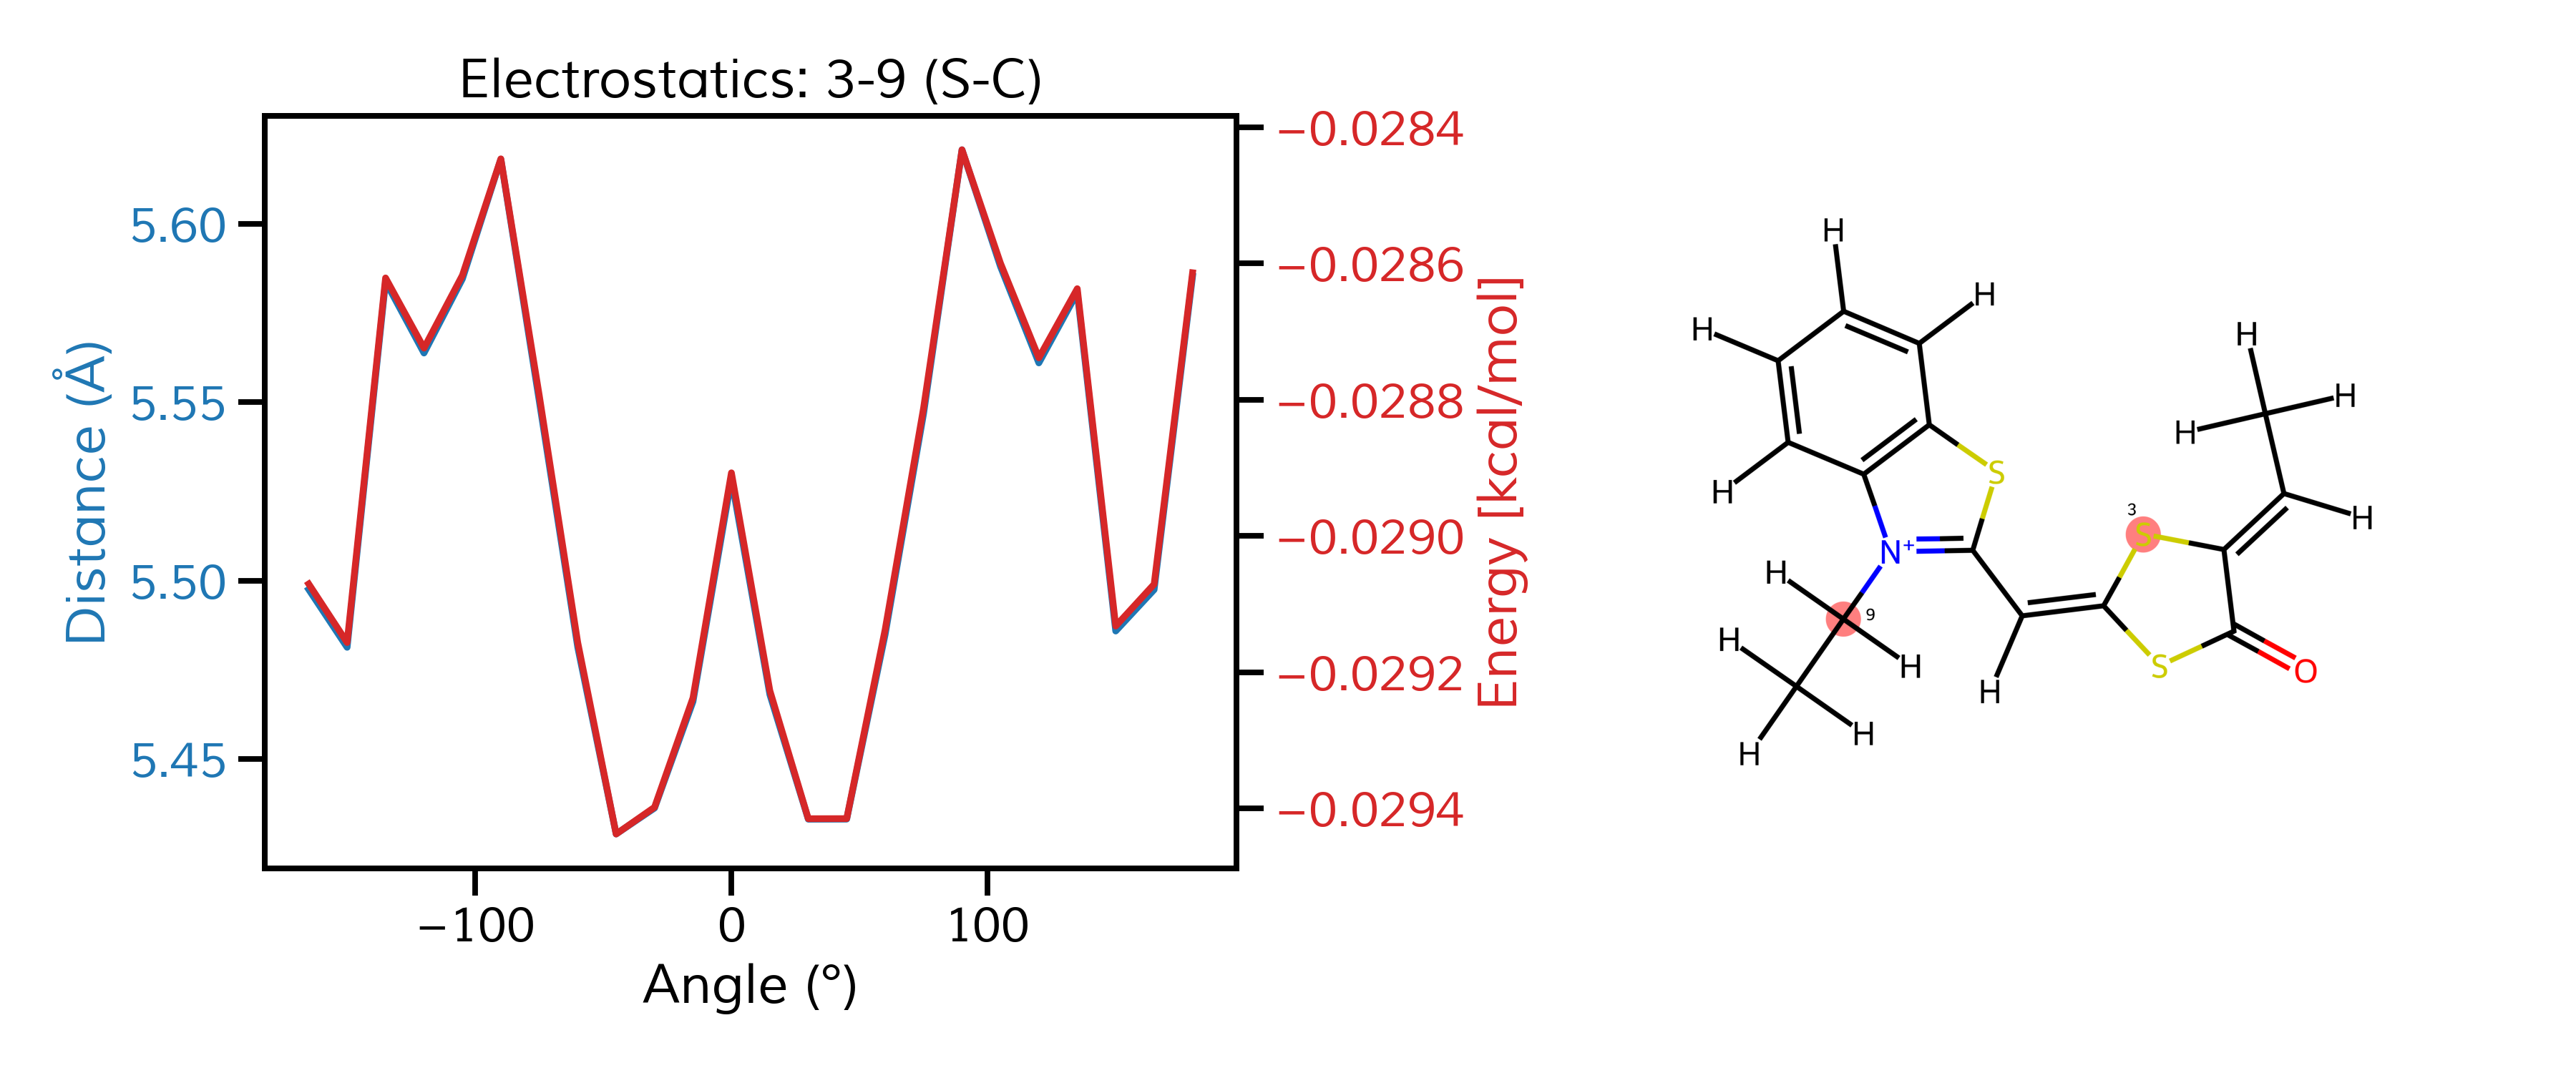 Electrostatics: 3-9 (S-C)
Distance (Å)
5.60
5.55
5.50
5.45
−100
0
100
Angle (°)
−0.0284
−0.0286
−0.0288
−0.0290
−0.0292
−0.0294
Energy [kcal/mol]
H
H
H
H
H
H
H
S
3
S
H
N+
H
9
H
H
H
S
O
H
H
H